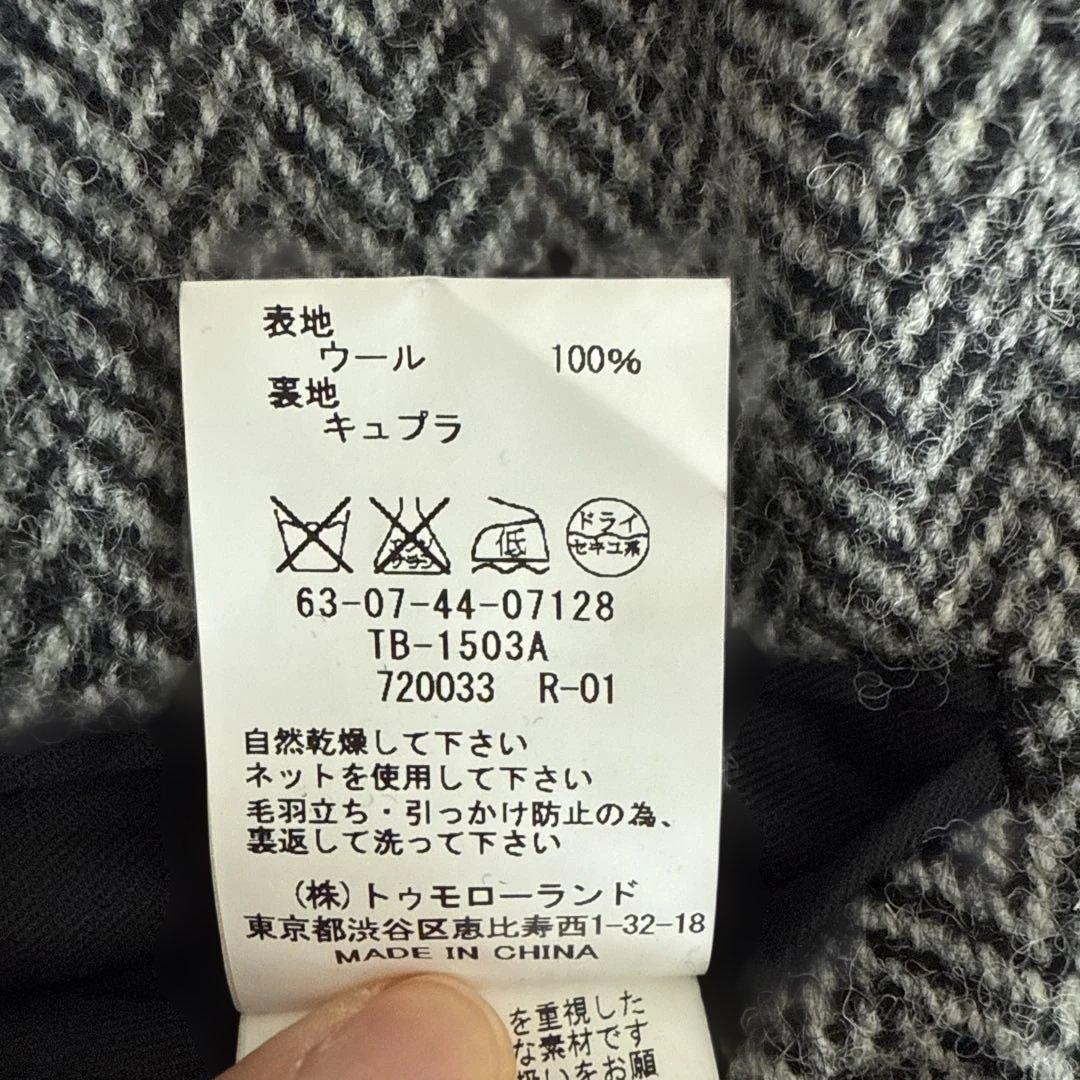 表地
ウール 100%
裏地
キュプラ
低
ドライ
セキユ系
63-07-44-07128
TB-1503A
720033 R-01
自然乾燥して下さい
ネットを使用して下さい
毛羽立ち・引っかけ防止の為、
裏返して洗って下さい
(株)トゥモローランド
東京都渋谷区恵比寿西1-32-18
MADE IN CHINA
を重視した
な素材です
扱いをお願